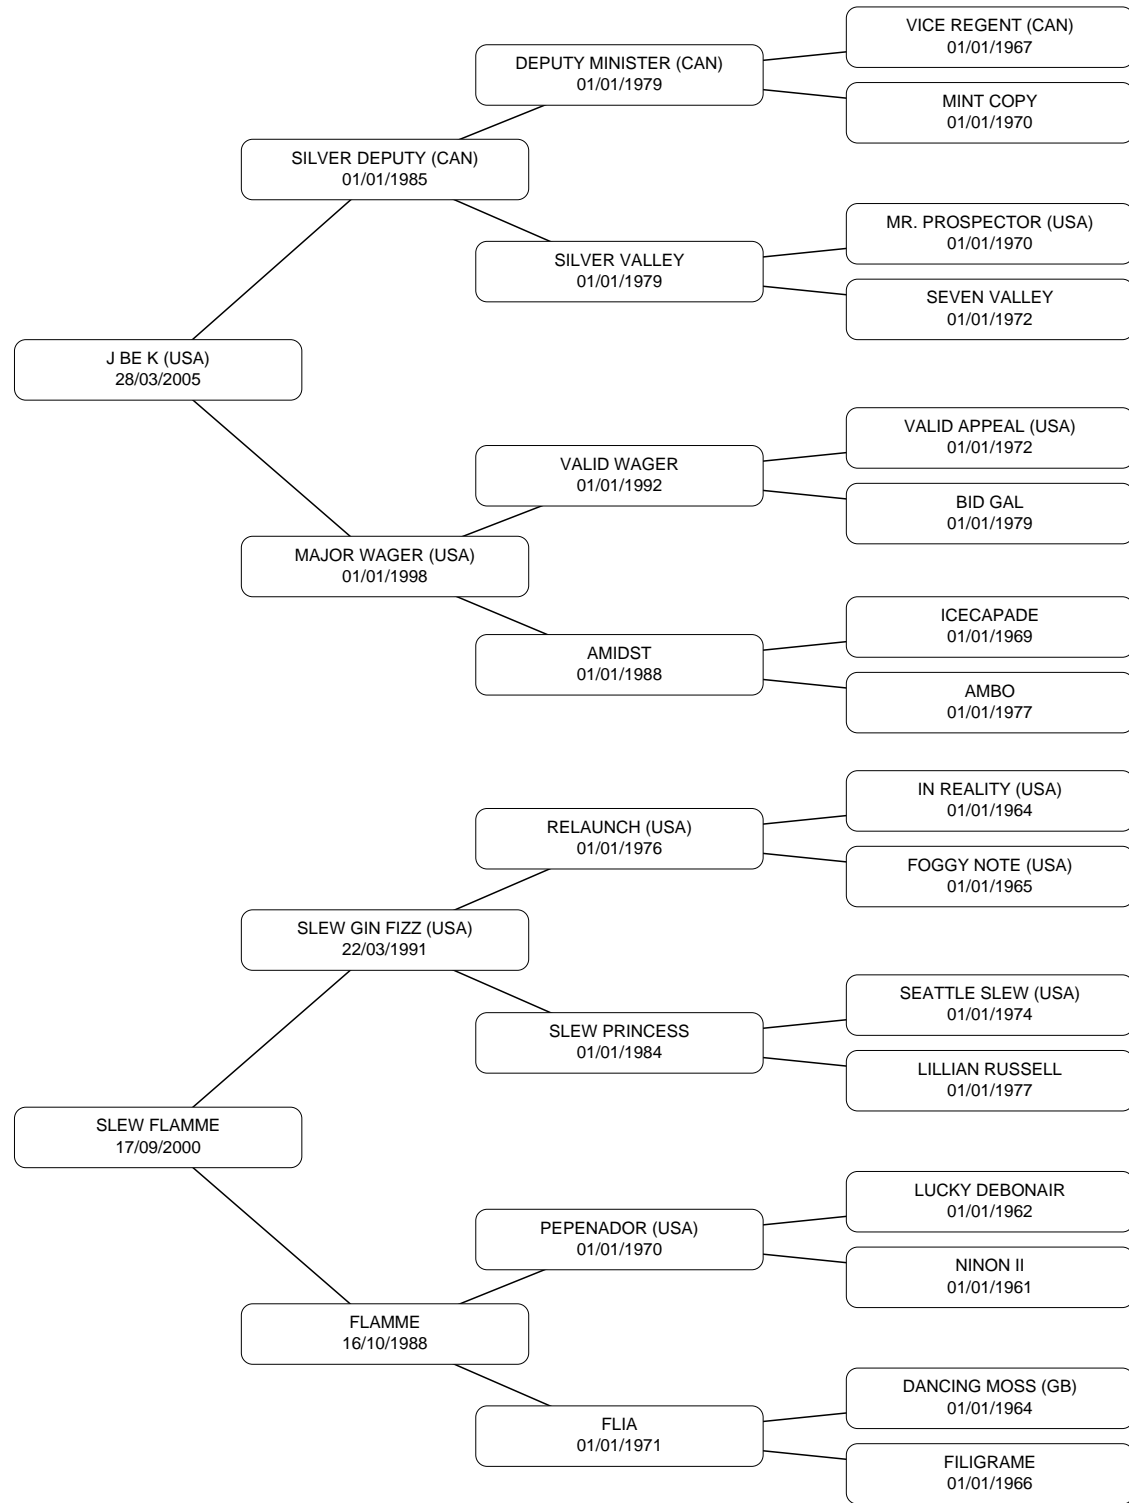 VICE REGENT (CAN)
01/01/1967
DEPUTY MINISTER (CAN)
01/01/1979
MINT COPY
01/01/1970
SILVER DEPUTY (CAN)
01/01/1985
MR. PROSPECTOR (USA)
01/01/1970
SILVER VALLEY
01/01/1979
SEVEN VALLEY
01/01/1972
J BE K (USA)
28/03/2005
VALID APPEAL (USA)
01/01/1972
VALID WAGER
01/01/1992
BID GAL
01/01/1979
MAJOR WAGER (USA)
01/01/1998
ICECAPADE
01/01/1969
AMIDST
01/01/1988
AMBO
01/01/1977
IN REALITY (USA)
01/01/1964
RELAUNCH (USA)
01/01/1976
FOGGY NOTE (USA)
01/01/1965
SLEW GIN FIZZ (USA)
22/03/1991
SEATTLE SLEW (USA)
01/01/1974
SLEW PRINCESS
01/01/1984
LILLIAN RUSSELL
01/01/1977
SLEW FLAMME
17/09/2000
LUCKY DEBONAIR
01/01/1962
PEPENADOR (USA)
01/01/1970
NINON II
01/01/1961
FLAMME
16/10/1988
DANCING MOSS (GB)
01/01/1964
FLIA
01/01/1971
FILIGRAME
01/01/1966